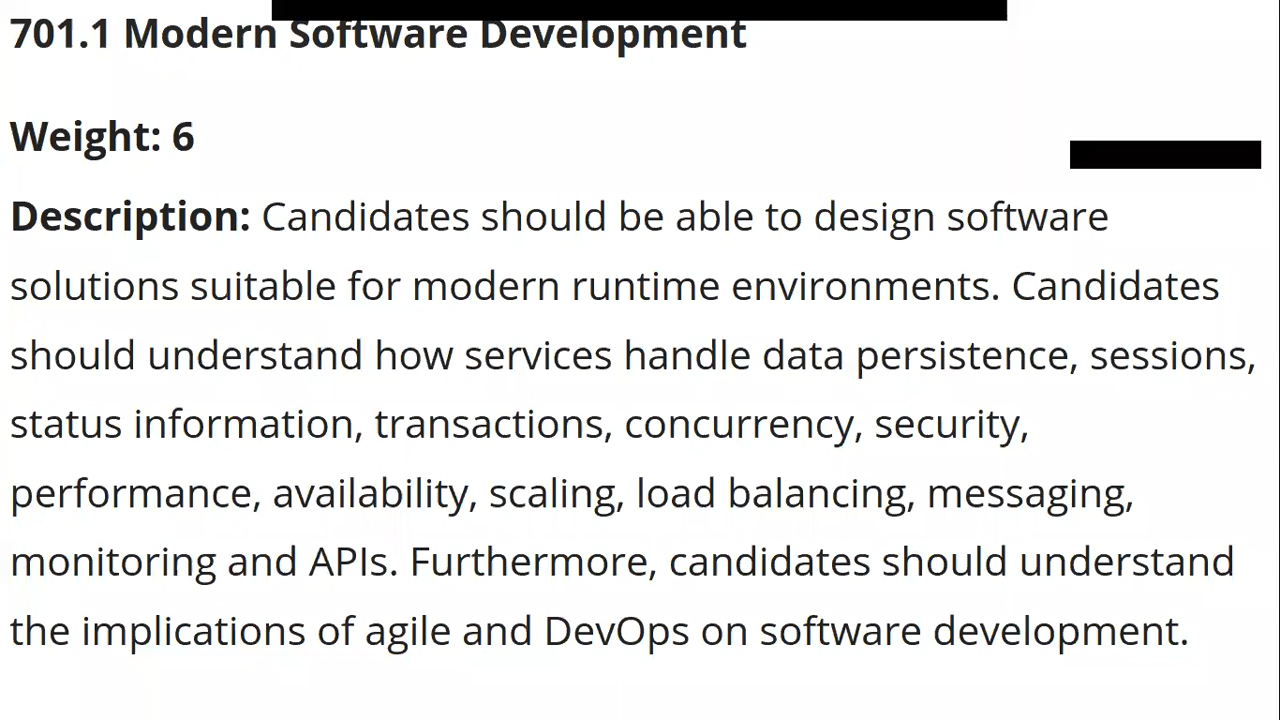 701.1 Modern Software Development
Weight: 6
Description: Candidates should be able to design software
solutions suitable for modern runtime environments. Candidates
should understand how services handle data persistence, sessions,
status information, transactions, concurrency, security,
performance, availability, scaling, load balancing, messaging,
monitoring and APIs. Furthermore, candidates should understand
the implications of agile and DevOps on software development.